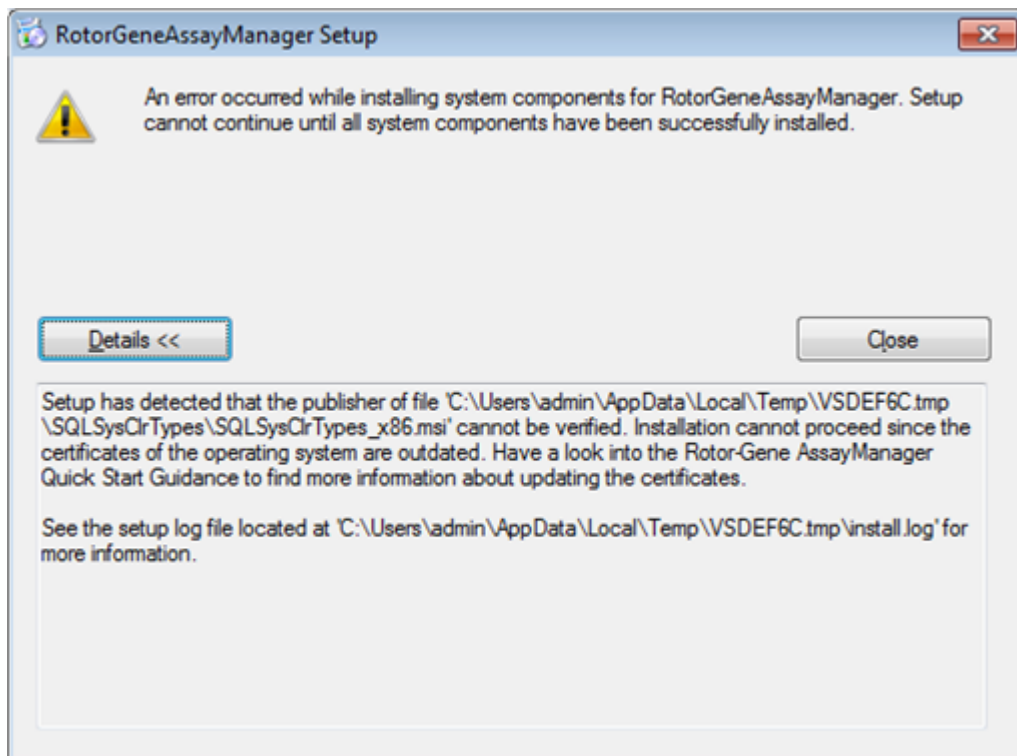 RotorGeneAssayManager Setup
An error occurred while installing system components for RotorGeneAssayManager. Setup
cannot continue until all system components have been successfully installed.
Details <<
Close
Setup has detected that the publisher of file 'C:\Users\admin\AppData\Local\Temp\VSDEF6C.tmp
\SQLSysClrTypes\SQLSysClrTypes_x86.msi' cannot be verified. Installation cannot proceed since the
certificates of the operating system are outdated. Have a look into the Rotor-Gene AssayManager
Quick Start Guidance to find more information about updating the certificates.
See the setup log file located at 'C:\Users\admin\AppData\Local\Temp\VSDEF6C.tmp\install.log' for
more information.